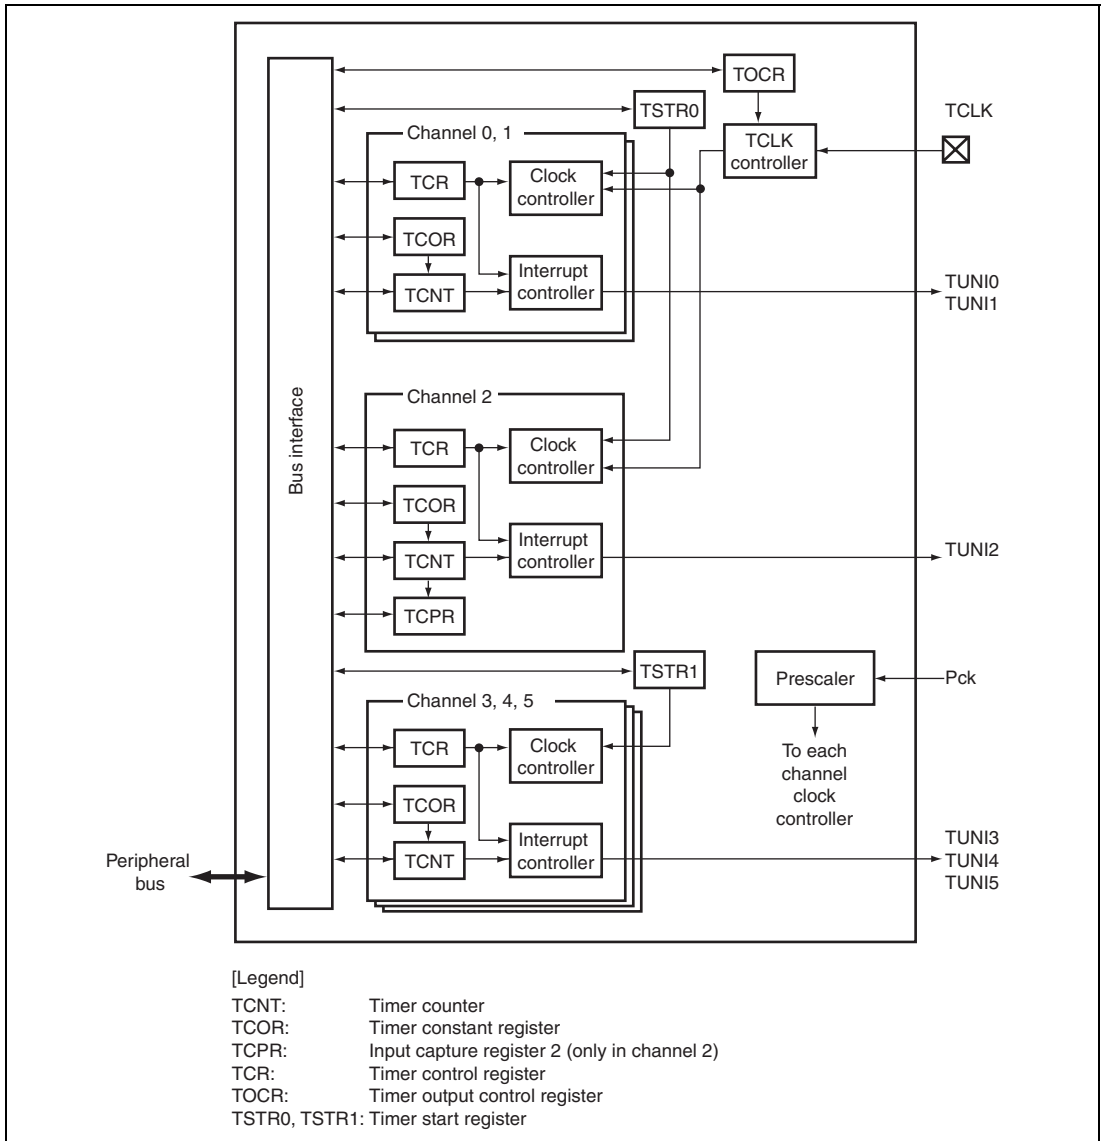 TOCR
TSTR0
TCLK
Channel 0, 1
TCLK
controller
TCR
Clock
controller
TCOR
Interrupt
controller
TCNT
TUNI0
TUNI1
Bus interface
Channel 2
TCR
Clock
controller
TCOR
Interrupt
controller
TCNT
TUNI2
TCPR
TSTR1
Prescaler
Pck
Channel 3, 4, 5
TCR
Clock
controller
To each
channel
clock
controller
TCOR
Interrupt
controller
TCNT
TUNI3
TUNI4
TUNI5
Peripheral
bus
[Legend]
TCNT: Timer counter
TCOR: Timer constant register
TCPR: Input capture register 2 (only in channel 2)
TCR: Timer control register
TOCR: Timer output control register
TSTR0, TSTR1: Timer start register